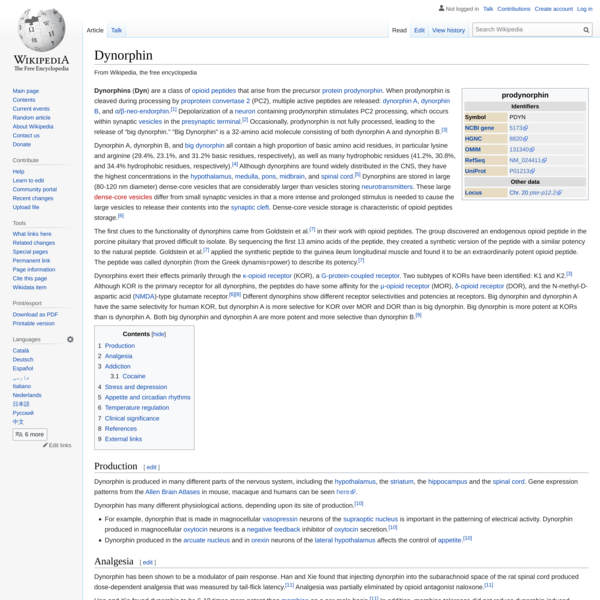 Not logged in Talk Contributions Create account Log in
WIKIPEDIA
The Free Encyclopedia
Article Talk
Read Edit View history
Search Wikipedia
Main page
Contents
Current events
Random article
About Wikipedia
Contact us
Donate
Contribute
Help
Learn to edit
Community portal
Recent changes
Upload file
Tools
What links here
Related changes
Special pages
Permanent link
Page information
Cite this page
Wikidata item
Print/export
Download as PDF
Printable version
Languages
Català
Deutsch
Español
فارسی
Italiano
Nederlands
日本語
Русский
中文
6 more
Edit links
Dynorphin
From Wikipedia, the free encyclopedia
Dynorphins (Dyn) are a class of opioid peptides that arise from the precursor protein prodynorphin. When prodynorphin is
cleaved during processing by proprotein convertase 2 (PC2), multiple active peptides are released: dynorphin A, dynorphin
B, and α/β-neo-endorphin.[1] Depolarization of a neuron containing prodynorphin stimulates PC2 processing, which occurs
within synaptic vesicles in the presynaptic terminal.[2] Occasionally, prodynorphin is not fully processed, leading to the
release of "big dynorphin." "Big Dynorphin" is a 32-amino acid molecule consisting of both dynorphin A and dynorphin B.[3]
prodynorphin
Identifiers
Symbol PDYN
NCBI gene 5173
HGNC 8820
OMIM 131340
RefSeq NM_024411
UniProt P01213
Other data
Locus Chr. 20 pter-p12.2
Dynorphin A, dynorphin B, and big dynorphin all contain a high proportion of basic amino acid residues, in particular lysine
and arginine (29.4%, 23.1%, and 31.2% basic residues, respectively), as well as many hydrophobic residues (41.2%, 30.8%,
and 34.4% hydrophobic residues, respectively).[4] Although dynorphins are found widely distributed in the CNS, they have
the highest concentrations in the hypothalamus, medulla, pons, midbrain, and spinal cord.[5] Dynorphins are stored in large
(80-120 nm diameter) dense-core vesicles that are considerably larger than vesicles storing neurotransmitters. These large
dense-core vesicles differ from small synaptic vesicles in that a more intense and prolonged stimulus is needed to cause the
large vesicles to release their contents into the synaptic cleft. Dense-core vesicle storage is characteristic of opioid peptides
storage.[6]
The first clues to the functionality of dynorphins came from Goldstein et al.[7] in their work with opioid peptides. The group discovered an endogenous opioid peptide in the
porcine pituitary that proved difficult to isolate. By sequencing the first 13 amino acids of the peptide, they created a synthetic version of the peptide with a similar potency
to the natural peptide. Goldstein et al.[7] applied the synthetic peptide to the guinea ileum longitudinal muscle and found it to be an extraordinarily potent opioid peptide.
The peptide was called dynorphin (from the Greek dynamis=power) to describe its potency.[7]
Dynorphins exert their effects primarily through the κ-opioid receptor (KOR), a G-protein-coupled receptor. Two subtypes of KORs have been identified: K1 and K2.[3]
Although KOR is the primary receptor for all dynorphins, the peptides do have some affinity for the μ-opioid receptor (MOR), δ-opioid receptor (DOR), and the N-methyl-D-
aspartic acid (NMDA)-type glutamate receptor.[6][8] Different dynorphins show different receptor selectivities and potencies at receptors. Big dynorphin and dynorphin A
have the same selectivity for human KOR, but dynorphin A is more selective for KOR over MOR and DOR than is big dynorphin. Big dynorphin is more potent at KORs
than is dynorphin A. Both big dynorphin and dynorphin A are more potent and more selective than dynorphin B.[9]
Contents [hide]
1 Production
2 Analgesia
3 Addiction
3.1 Cocaine
4 Stress and depression
5 Appetite and circadian rhythms
6 Temperature regulation
7 Clinical significance
8 References
9 External links
Production [ edit ]
Dynorphin is produced in many different parts of the nervous system, including the hypothalamus, the striatum, the hippocampus and the spinal cord. Gene expression
patterns from the Allen Brain Atlases in mouse, macaque and humans can be seen here.
Dynorphin has many different physiological actions, depending upon its site of production.[10]
• For example, dynorphin that is made in magnocellular vasopressin neurons of the supraoptic nucleus is important in the patterning of electrical activity. Dynorphin
produced in magnocellular oxytocin neurons is a negative feedback inhibitor of oxytocin secretion.[10]
• Dynorphin produced in the arcuate nucleus and in orexin neurons of the lateral hypothalamus affects the control of appetite.[10]
Analgesia [ edit ]
Dynorphin has been shown to be a modulator of pain response. Han and Xie found that injecting dynorphin into the subarachnoid space of the rat spinal cord produced
dose-dependent analgesia that was measured by tail-flick latency.[11] Analgesia was partially eliminated by opioid antagonist naloxone.[11]